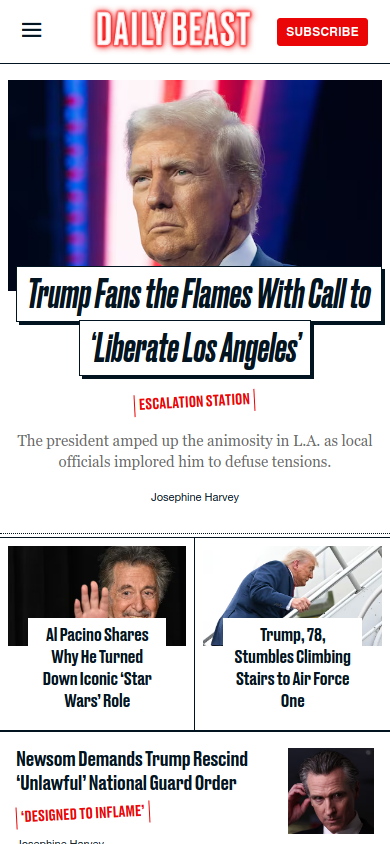 DAILY BEAST
SUBSCRIBE
Trump Fans the Flames With Call to
‘Liberate Los Angeles’
ESCALATION STATION
The president amped up the animosity in L.A. as local
officials implored him to defuse tensions.
Josephine Harvey
Al Pacino Shares
Why He Turned
Down Iconic ‘Star
Wars’ Role
Trump, 78,
Stumbles Climbing
Stairs to Air Force
One
Newsom Demands Trump Rescind
‘Unlawful’ National Guard Order
‘DESIGNED TO INFLAME’
Josephine Harvey